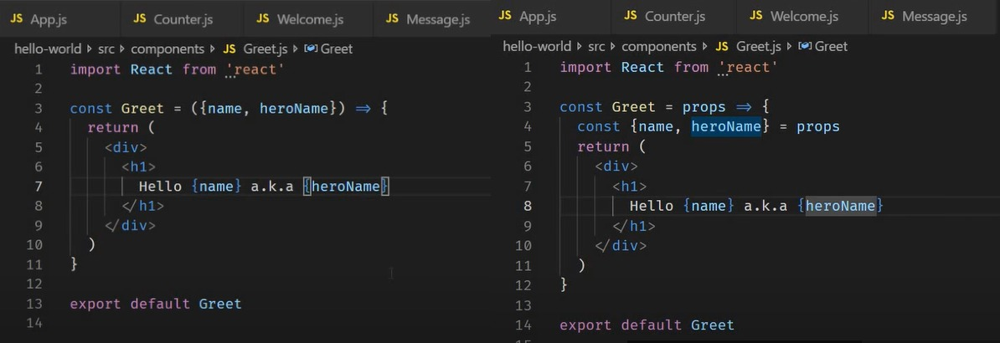 JS App.js JS Counter.js JS Welcome.js JS Message.js
hello-world > src > components > JS Greet.js > Greet
1 import React from 'react'
2
3 const Greet = ({name, heroName}) => {
4 return (
5 <div>
6 <h1>
7 Hello {name} a.k.a {heroName}
8 </h1>
9 </div>
10 )
11 }
12
13 export default Greet
14
JS App.js JS Counter.js JS Welcome.js JS Message.js
hello-world > src > components > JS Greet.js > Greet
1 import React from 'react'
2
3 const Greet = props => {
4 const {name, heroName} = props
5 return (
6 <div>
7 <h1>
8 Hello {name} a.k.a {heroName}
9 </h1>
10 </div>
11 )
12 }
13
14 export default Greet